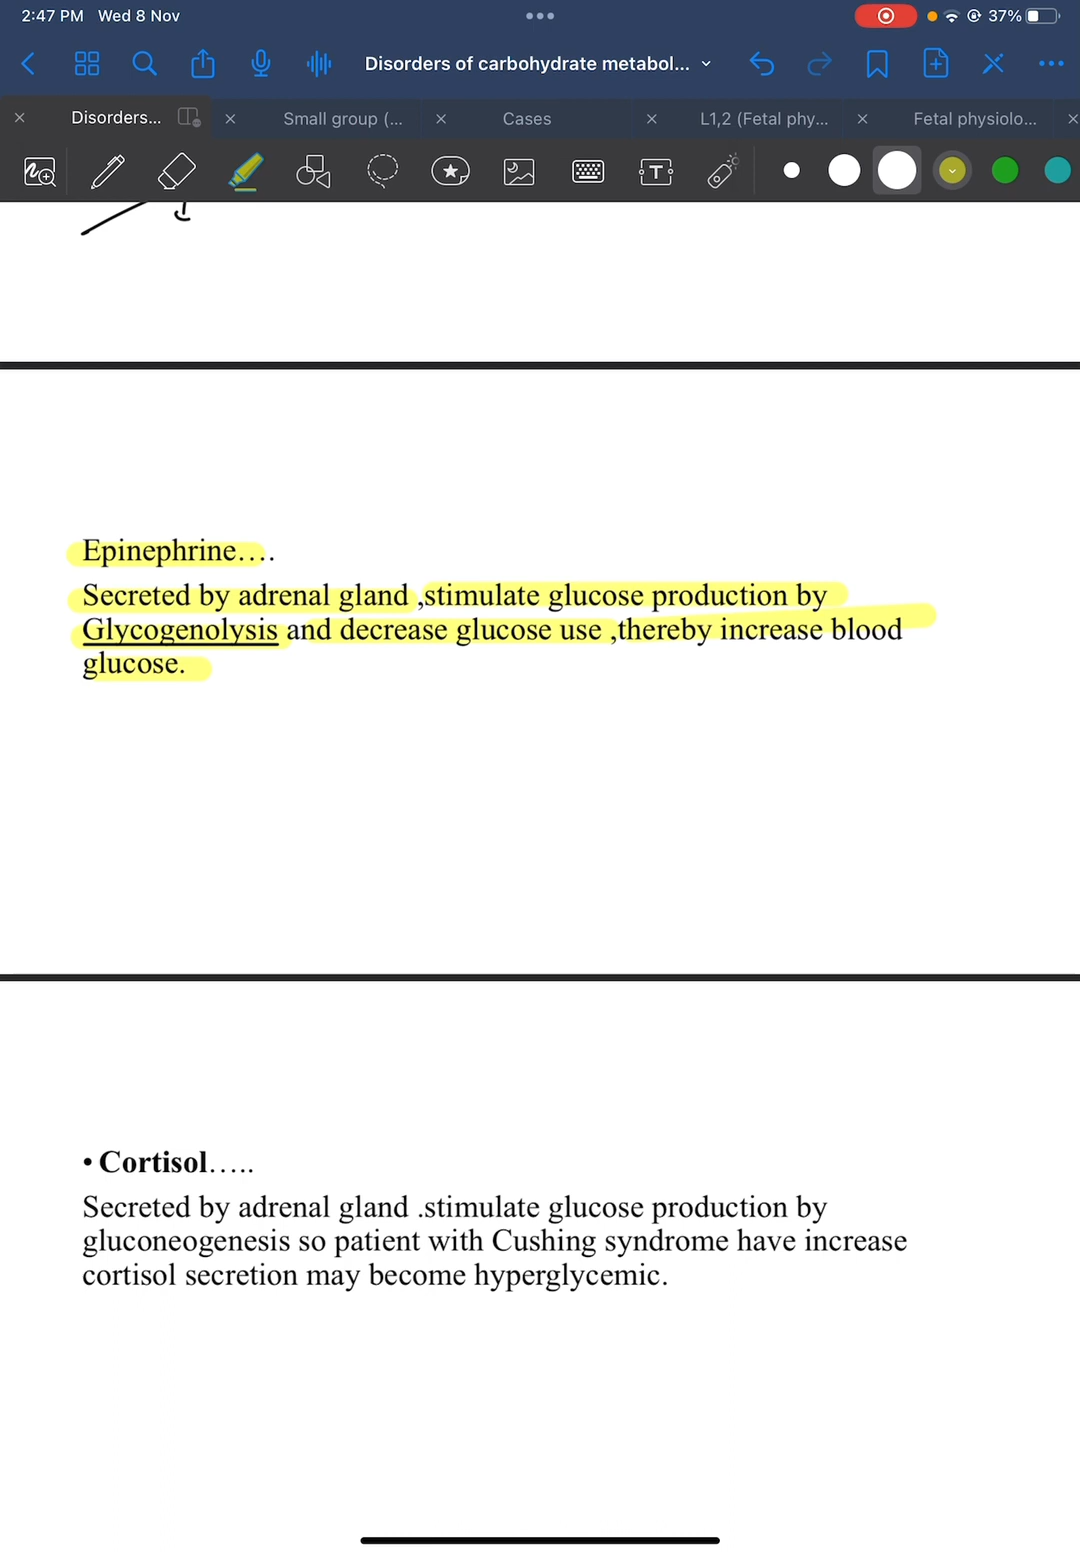 2:47 PM Wed 8 Nov
37%
Disorders of carbohydrate metabol...
Disorders...
Small group (...
Cases
L1,2 (Fetal phy...
Fetal physiolo...
Epinephrine....
Secreted by adrenal gland ,stimulate glucose production by
Glycogenolysis and decrease glucose use ,thereby increase blood
glucose.
• Cortisol.....
Secreted by adrenal gland .stimulate glucose production by
gluconeogenesis so patient with Cushing syndrome have increase
cortisol secretion may become hyperglycemic.